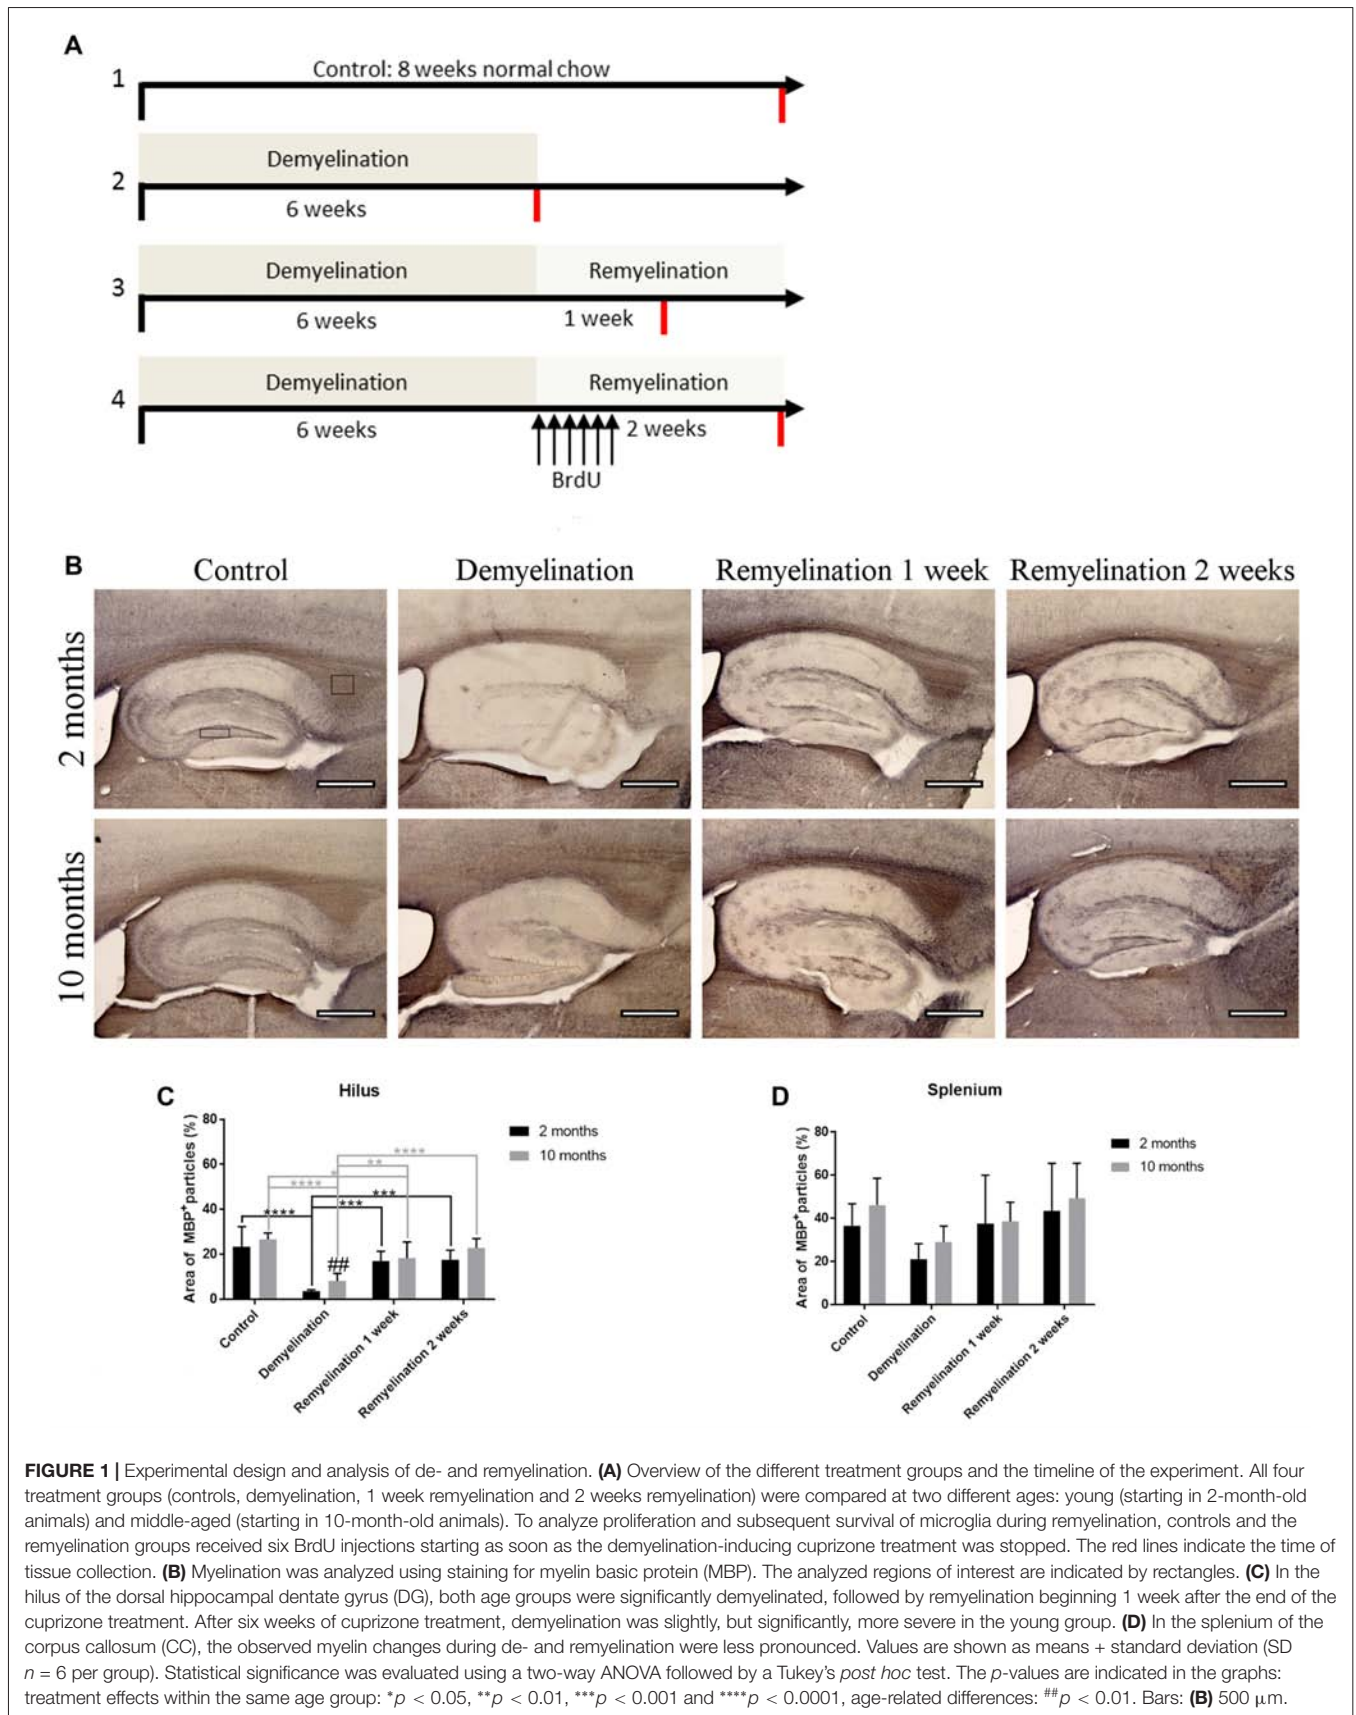 A
1
Control: 8 weeks normal chow
Demyelination
2
6 weeks
Demyelination
Remyelination
3
6 weeks
1 week
Demyelination
Remyelination
4
6 weeks
2 weeks
BrdU
B
Control
Demyelination
Remyelination 1 week
Remyelination 2 weeks
2 months
10 months
C
Hilus
Area of MBP⁺particles (%)
80
60
40
20
0
2 months
10 months
****
**
*
****
***
***
****
##
Control
Demyelination
Remyelination 1 week
Remyelination 2 weeks
D
Splenium
Area of MBP⁺particles (%)
80
60
40
20
0
2 months
10 months
Control
Demyelination
Remyelination 1 week
Remyelination 2 weeks
FIGURE 1 | Experimental design and analysis of de- and remyelination. (A) Overview of the different treatment groups and the timeline of the experiment. All four
treatment groups (controls, demyelination, 1 week remyelination and 2 weeks remyelination) were compared at two different ages: young (starting in 2-month-old
animals) and middle-aged (starting in 10-month-old animals). To analyze proliferation and subsequent survival of microglia during remyelination, controls and the
remyelination groups received six BrdU injections starting as soon as the demyelination-inducing cuprizone treatment was stopped. The red lines indicate the time of
tissue collection. (B) Myelination was analyzed using staining for myelin basic protein (MBP). The analyzed regions of interest are indicated by rectangles. (C) In the
hilus of the dorsal hippocampal dentate gyrus (DG), both age groups were significantly demyelinated, followed by remyelination beginning 1 week after the end of the
cuprizone treatment. After six weeks of cuprizone treatment, demyelination was slightly, but significantly, more severe in the young group. (D) In the splenium of the
corpus callosum (CC), the observed myelin changes during de- and remyelination were less pronounced. Values are shown as means + standard deviation (SD
n = 6 per group). Statistical significance was evaluated using a two-way ANOVA followed by a Tukey's post hoc test. The p-values are indicated in the graphs:
treatment effects within the same age group: *p < 0.05, **p < 0.01, ***p < 0.001 and ****p < 0.0001, age-related differences: ##p < 0.01. Bars: (B) 500 μm.